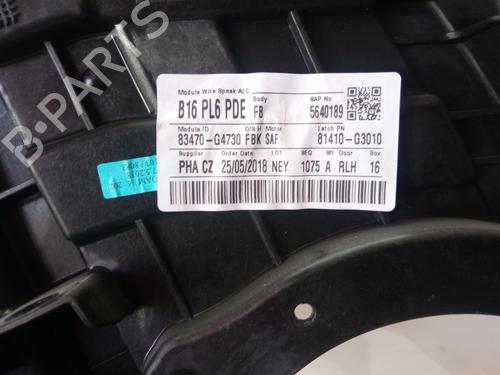 Module Wire Speak ALC Body SAP No
B16 PL6 PDE FB 5640189
Module ID O/S H Motor Latch PN
83470-G4730 FBK SAF 81410-G3010
Supplier Order Date LOT SEQ Sft Door Box
PHA CZ 25/05/2018 NEY 1075 A RLH 16
B-PARTS